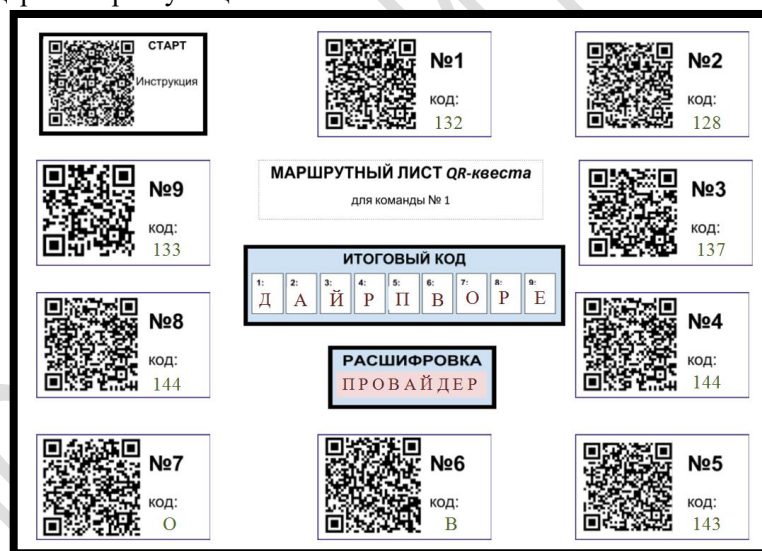 СТАРТ
Инструкция
№1
код:
132
№2
код:
128
№9
код:
133
МАРШРУТНЫЙ ЛИСТ QR-квеста
для команды № 1
№3
код:
137
ИТОГОВЫЙ КОД
1: 2: 3: 4: 5: 6: 7: 8: 9:
Д А Й Р П В О Р Е
№8
код:
144
РАСШИФРОВКА
ПРОВАЙДЕР
№4
код:
144
№7
код:
О
№6
код:
В
№5
код:
143